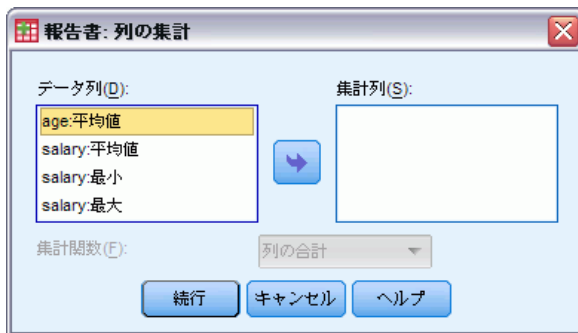 報告書: 列の集計
データ列(D):
集計列(S):
age:平均値
salary:平均値
salary:最小
salary:最大
集計関数(F):
列の合計
続行
キャンセル
ヘルプ